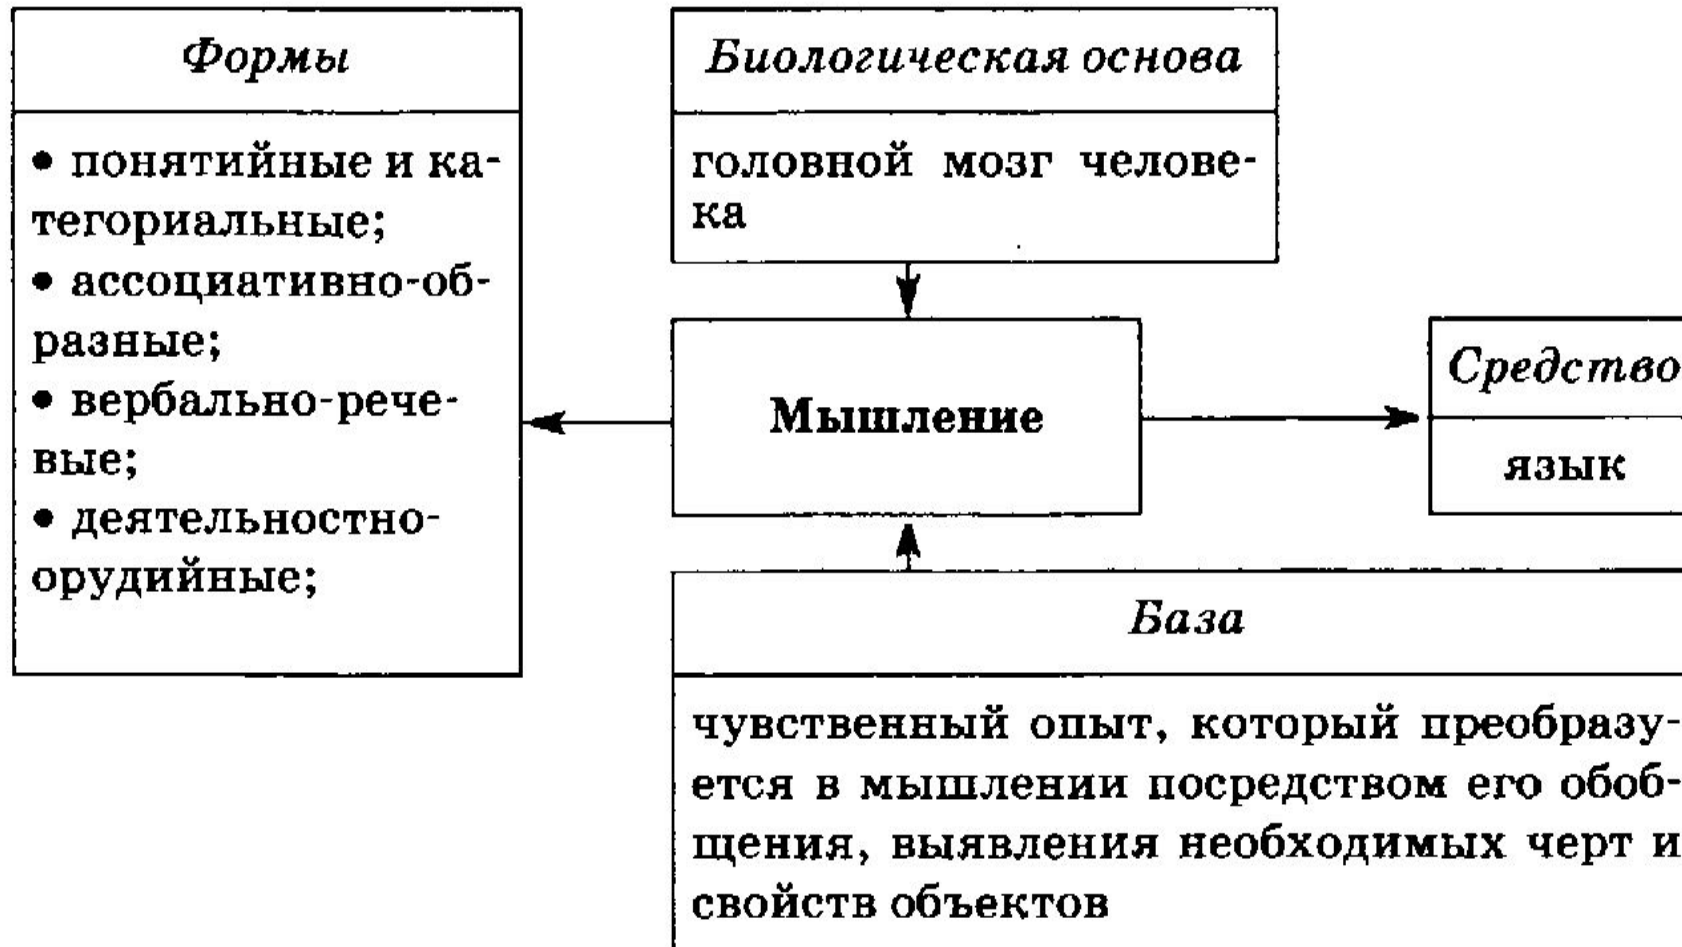 Формы
• понятийные и ка-
тегориальные;
• ассоциативно-об-
разные;
• вербально-рече-
вые;
• деятельностно-
орудийные;
Биологическая основа
головной мозг челове-
ка
Мышление
Средство
язык
База
чувственный опыт, который преобразу-
ется в мышлении посредством его обоб-
щения, выявления необходимых черт и
свойств объектов